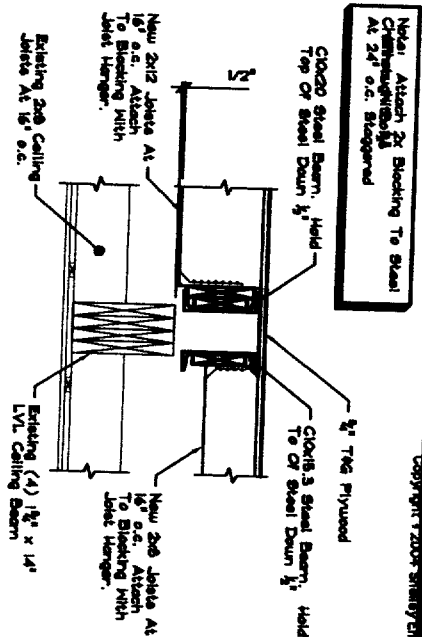 Note: Attach 2x Blocking To Steel
At 24" o.c. Staggered
Copyright ©2004
3/4" T&G Plywood
C10x20 Steel Beam. Hold
Top Of Steel Down 1/2"
C10x15.3 Steel Beam. Hold
To Of Steel Down 1/2"
1/2"
New 2x12 Joists At
16" o.c. Attach
To Blocking With
Joist Hanger.
New 2x8 Joists At
16" o.c. Attach
To Blocking With
Joist Hanger.
Existing 2x8 Ceiling
Joists At 16" o.c.
Existing (4) 1 3/4" x 14"
LVL Ceiling Beam